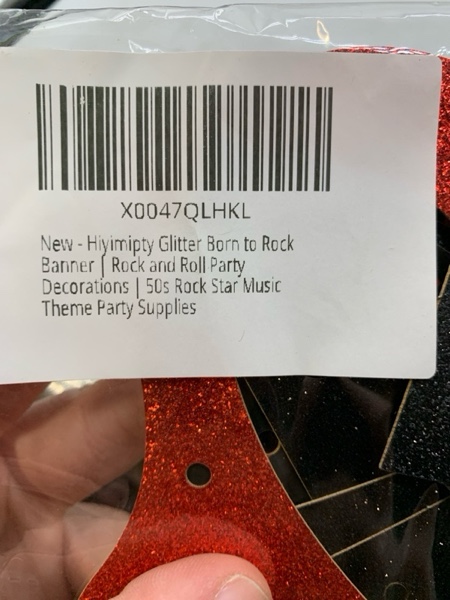 X0047QLHKL
New - Hiyimipty Glitter Born to Rock
Banner | Rock and Roll Party
Decorations | 50s Rock Star Music
Theme Party Supplies